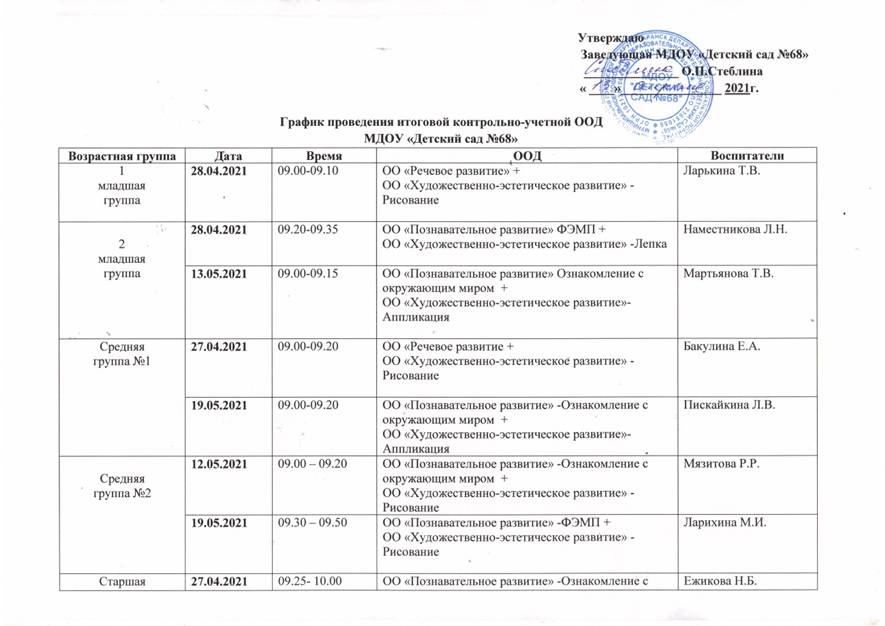 Утверждаю
Заведующая МДОУ «Детский сад №68»
О.П.Стеблина
« » 2021г.
МДОУ
"ДЕТСКИЙ
САД №68"
График проведения итоговой контрольно-учетной ООД
МДОУ «Детский сад №68»
Возрастная группа Дата Время ООД Воспитатели
1 28.04.2021 09.00-09.10 ОО «Речевое развитие» + Ларькина Т.В.
младшая ОО «Художественно-эстетическое развитие» -
группа Рисование
28.04.2021 09.20-09.35 ОО «Познавательное развитие» ФЭМП + Наместникова Л.Н.
2 ОО «Художественно-эстетическое развитие» -Лепка
младшая
группа 13.05.2021 09.00-09.15 ОО «Познавательное развитие» Ознакомление с Мартьянова Т.В.
окружающим миром +
ОО «Художественно-эстетическое развитие»-
Аппликация
Средняя 27.04.2021 09.00-09.20 ОО «Речевое развитие + Бакулина Е.А.
группа №1 ОО «Художественно-эстетическое развитие» -
Рисование
19.05.2021 09.00-09.20 ОО «Познавательное развитие» -Ознакомление с Пискайкина Л.В.
окружающим миром +
ОО «Художественно-эстетическое развитие»-
Аппликация
12.05.2021 09.00 – 09.20 ОО «Познавательное развитие» -Ознакомление с Мязитова Р.Р.
Средняя окружающим миром +
группа №2 ОО «Художественно-эстетическое развитие» -
Рисование
19.05.2021 09.30 – 09.50 ОО «Познавательное развитие» -ФЭМП + Ларихина М.И.
ОО «Художественно-эстетическое развитие» -
Рисование
Старшая 27.04.2021 09.25- 10.00 ОО «Познавательное развитие» -Ознакомление с Ежикова Н.Б.